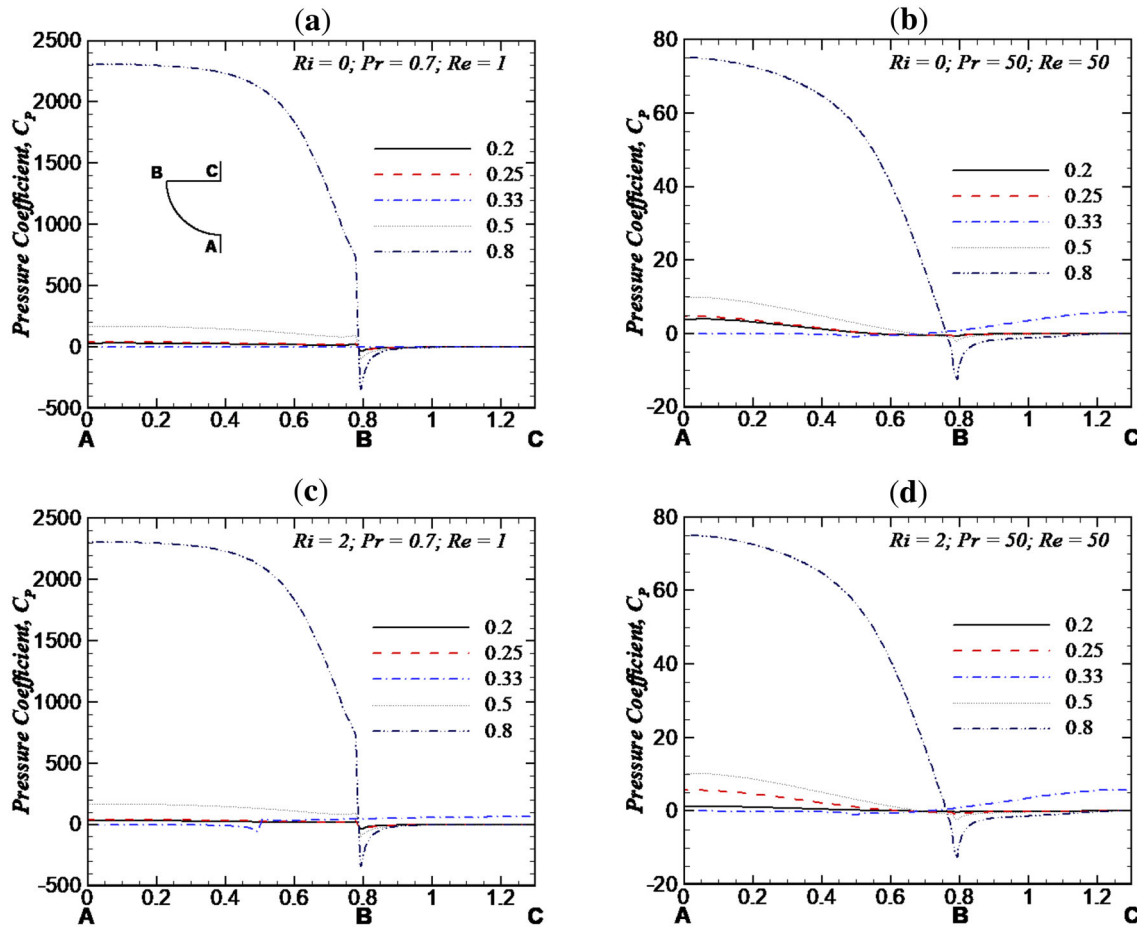 (a)
Ri = 0; Pr = 0.7; Re = 1
Pressure Coefficient, C_P
2500
2000
1500
1000
500
0
-500
B C
A
0.2
0.25
0.33
0.5
0.8
0 0.2 0.4 0.6 0.8 1 1.2
A B C
(b)
Ri = 0; Pr = 50; Re = 50
Pressure Coefficient, C_P
80
60
40
20
0
-20
0.2
0.25
0.33
0.5
0.8
0 0.2 0.4 0.6 0.8 1 1.2
A B C
(c)
Ri = 2; Pr = 0.7; Re = 1
Pressure Coefficient, C_P
2500
2000
1500
1000
500
0
-500
0.2
0.25
0.33
0.5
0.8
0 0.2 0.4 0.6 0.8 1 1.2
A B C
(d)
Ri = 2; Pr = 50; Re = 50
Pressure Coefficient, C_P
80
60
40
20
0
-20
0.2
0.25
0.33
0.5
0.8
0 0.2 0.4 0.6 0.8 1 1.2
A B C